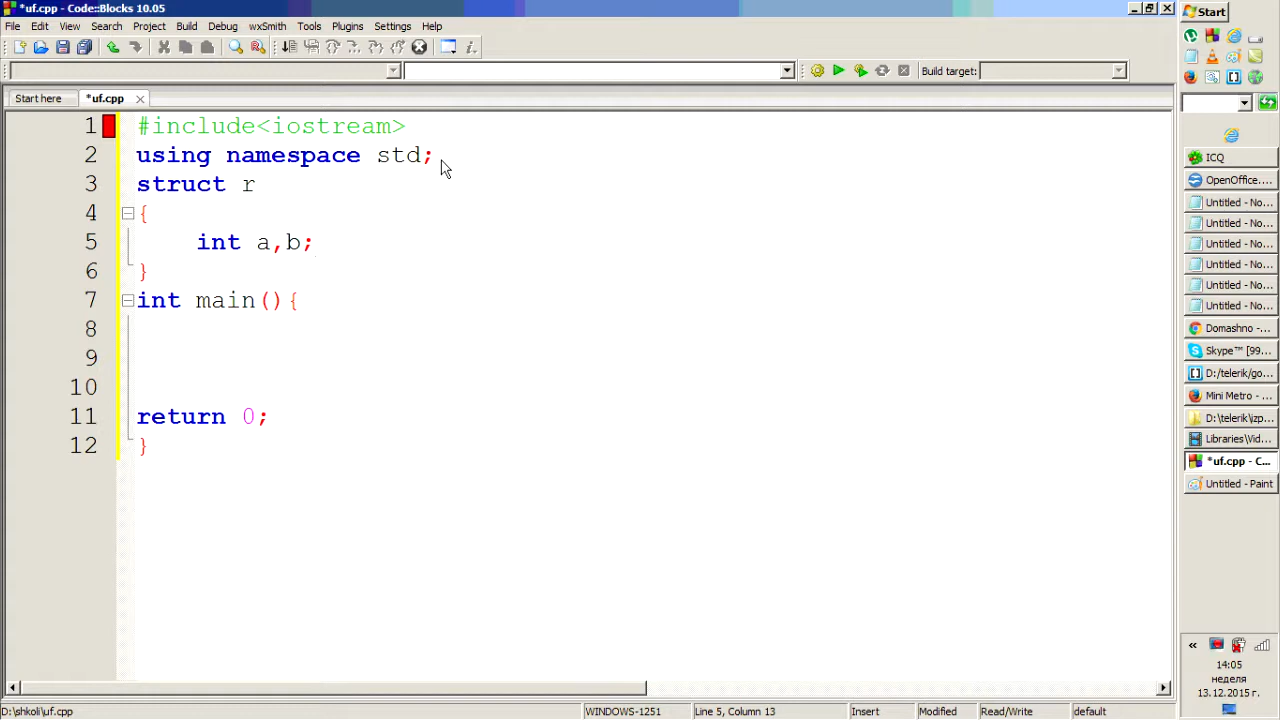 *uf.cpp - Code::Blocks 10.05
File Edit View Search Project Build Debug wxSmith Tools Plugins Settings Help
Build target:
Start here *uf.cpp
1 #include<iostream>
2 using namespace std;
3 struct r
4 {
5 int a,b;
6 }
7 int main(){
8
9
10
11 return 0;
12 }
D:\shkoli\uf.cpp WINDOWS-1251 Line 5, Column 13 Insert Modified Read/Write default
Start
ICQ
OpenOffice...
Untitled - No...
Untitled - No...
Untitled - No...
Untitled - No...
Untitled - No...
Untitled - No...
Domashno -...
Skype™ [99...
D:/telerik/go...
Mini Metro - ...
D:\telerik\izp...
Libraries\Vid...
*uf.cpp - C...
Untitled - Paint
14:05
неделя
13.12.2015 г.